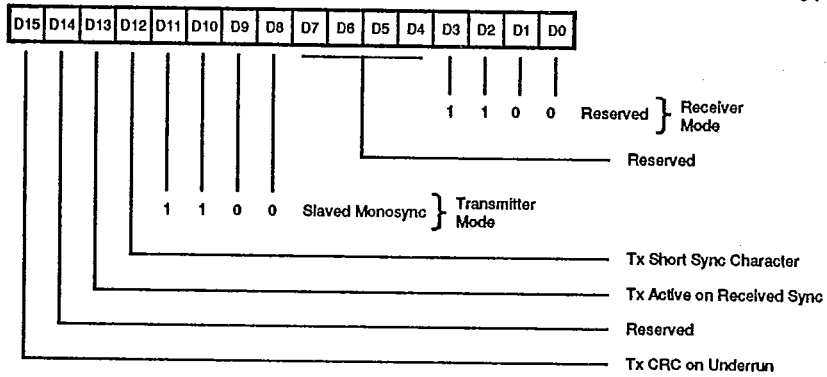 D15 D14 D13 D12 D11 D10 D9 D8 D7 D6 D5 D4 D3 D2 D1 D0
1 1 0 0 Reserved } Receiver Mode
Reserved
1 1 0 0 Slaved Monosync } Transmitter Mode
Tx Short Sync Character
Tx Active on Received Sync
Reserved
Tx CRC on Underrun